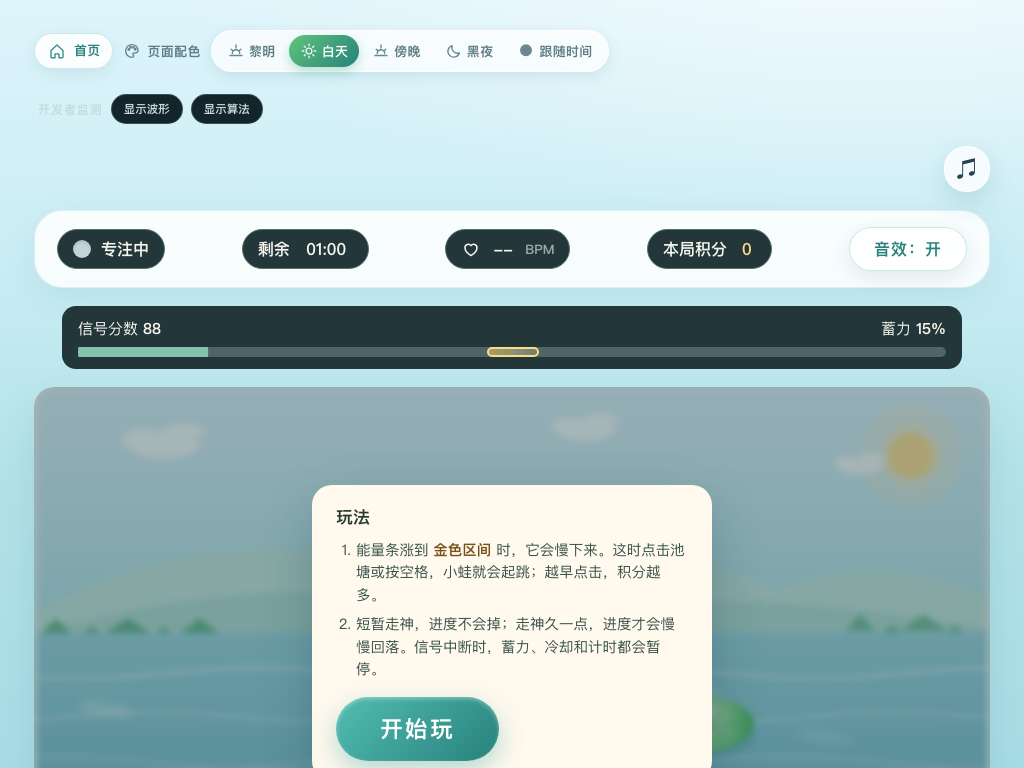 首页 页面配色 黎明 白天 傍晚 黑夜 跟随时间
开发者监测 显示波形 显示算法
专注中 剩余 01:00 -- BPM 本局积分 0 音效：开
信号分数 88 蓄力 15%
玩法
1. 能量条涨到 金色区间 时，它会慢下来。这时点击池
塘或按空格，小蛙就会起跳；越早点击，积分越
多。
2. 短暂走神，进度不会掉；走神久一点，进度才会慢
慢回落。信号中断时，蓄力、冷却和计时都会暂
停。
开始玩